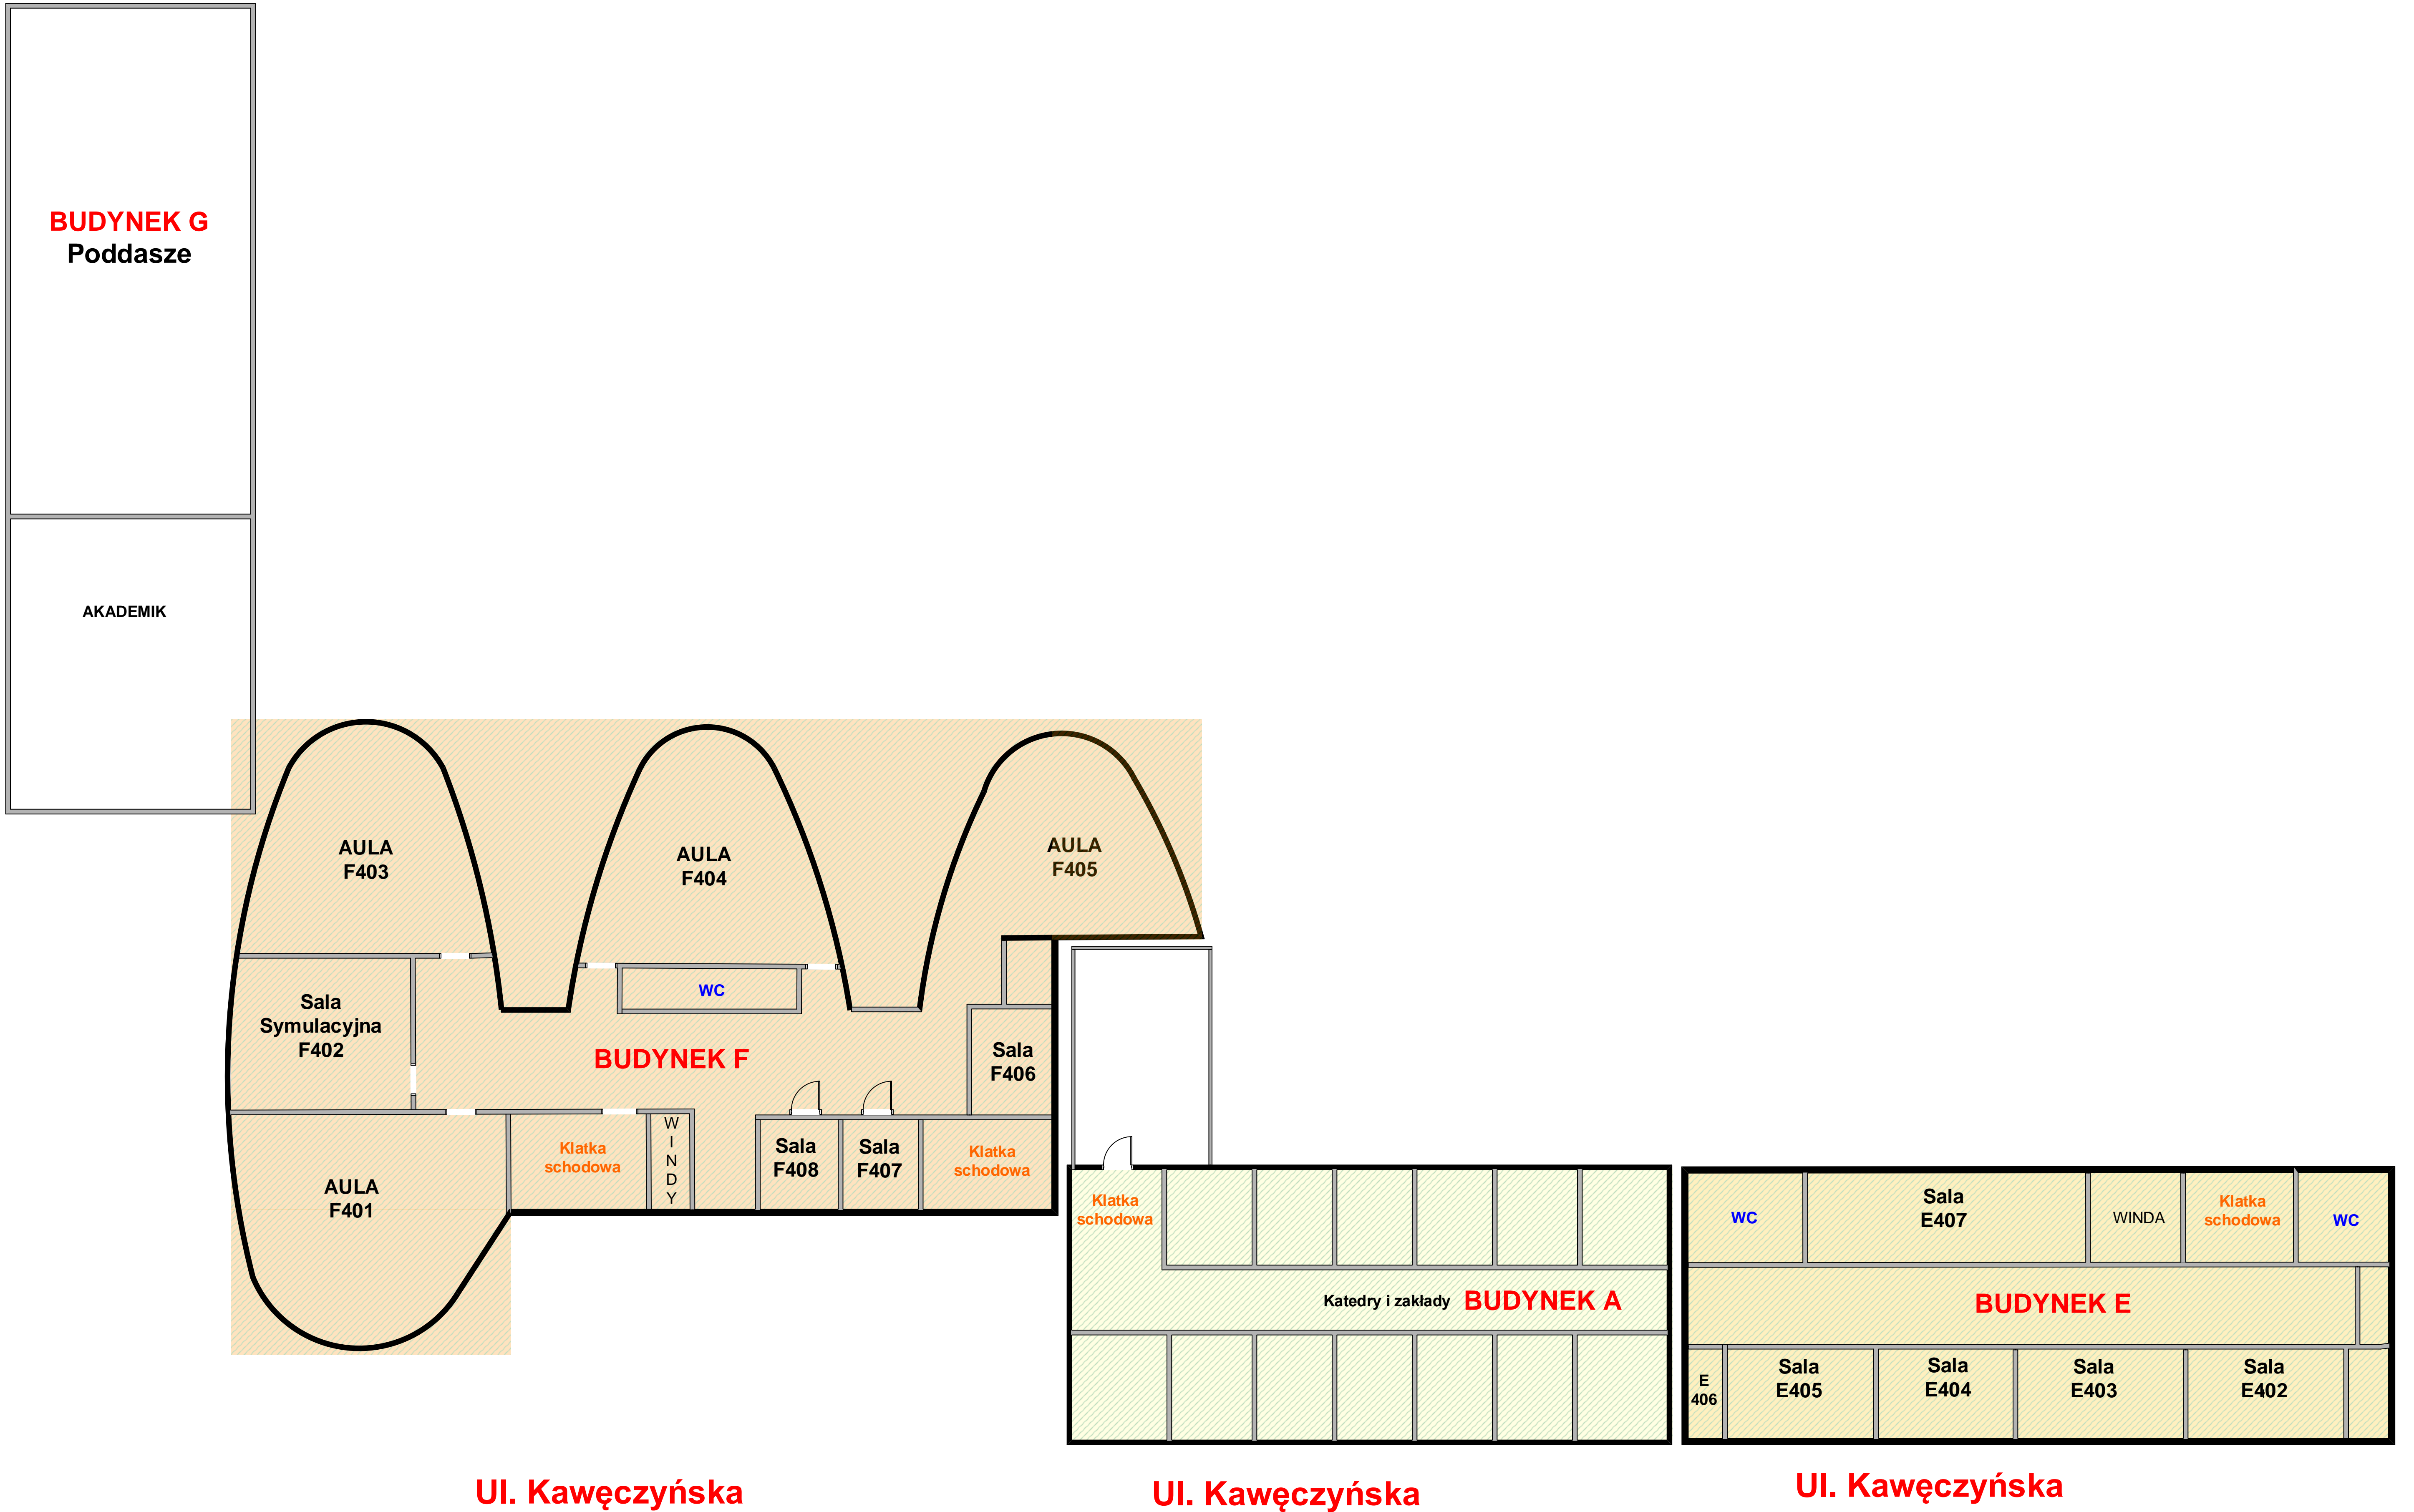 BUDYNEK G
Poddasze
AKADEMIK
AULA
F403
AULA
F404
AULA
F405
Sala
Symulacyjna
F402
WC
BUDYNEK F
Sala
F406
AULA
F401
Klatka
schodowa
W
I
N
D
Y
Sala
F408
Sala
F407
Klatka
schodowa
Klatka
schodowa
Katedry i zakłady
BUDYNEK A
WC
Sala
E407
WINDA
Klatka
schodowa
WC
BUDYNEK E
E
406
Sala
E405
Sala
E404
Sala
E403
Sala
E402
Ul. Kawęczyńska
Ul. Kawęczyńska
Ul. Kawęczyńska